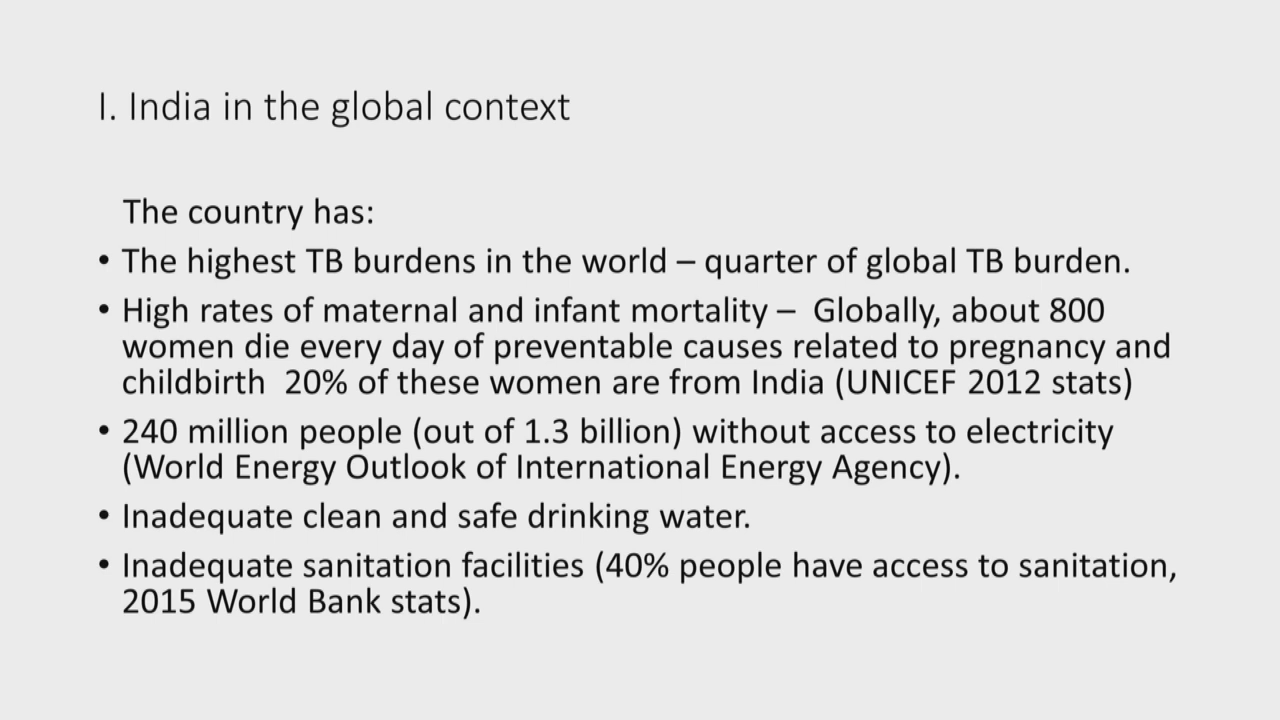 I. India in the global context
The country has:
• The highest TB burdens in the world – quarter of global TB burden.
• High rates of maternal and infant mortality – Globally, about 800
women die every day of preventable causes related to pregnancy and
childbirth 20% of these women are from India (UNICEF 2012 stats)
• 240 million people (out of 1.3 billion) without access to electricity
(World Energy Outlook of International Energy Agency).
• Inadequate clean and safe drinking water.
• Inadequate sanitation facilities (40% people have access to sanitation,
2015 World Bank stats).